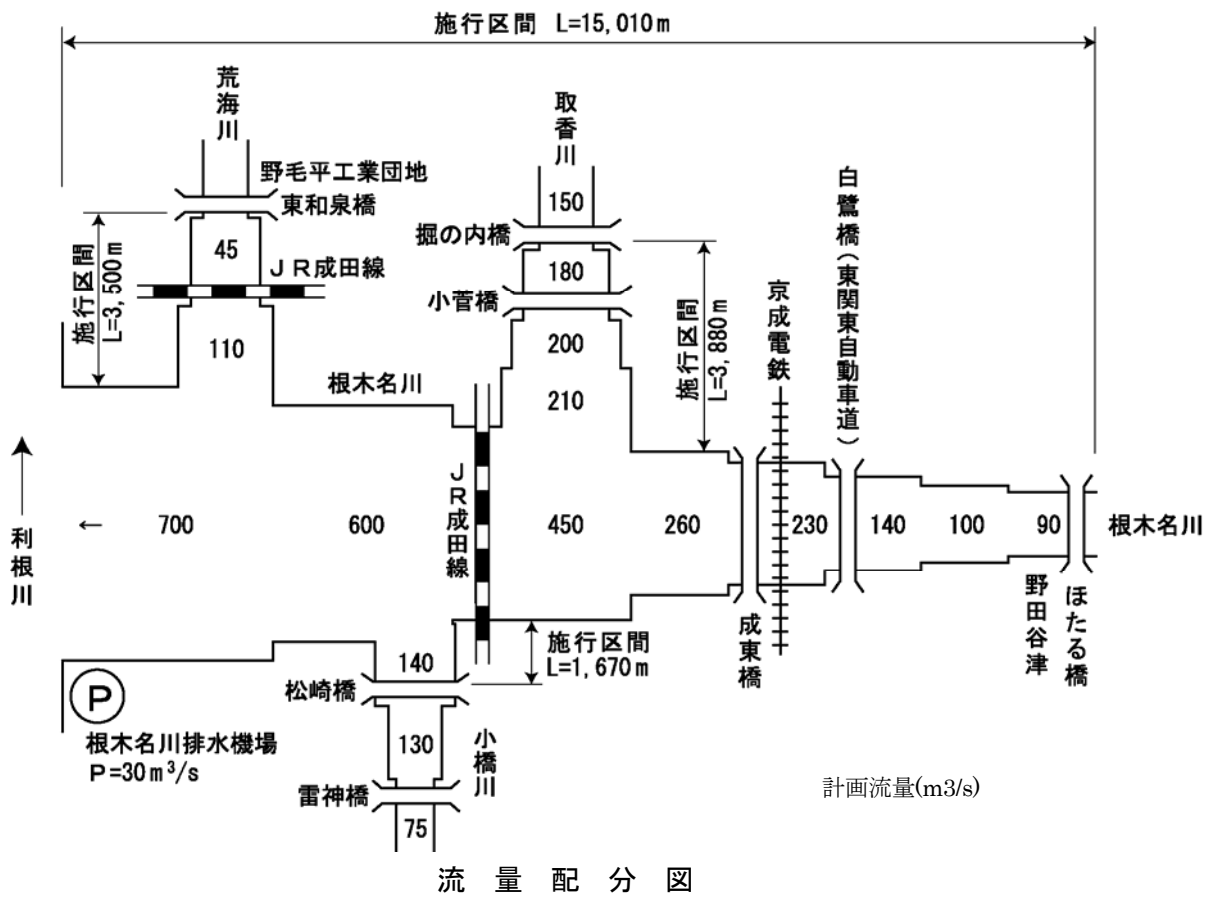 施行区間 L=15,010m
荒海川
取香川
野毛平工業団地
東和泉橋
150
白鷺橋(東関東自動車道)
掘の内橋
施行区間
L=3,500m
45
JR成田線
180
小菅橋
京成電鉄
施行区間
L=3,880m
110
200
根木名川
210
利根川
←
700
600
JR成田線
450
260
230
140
100
90
根木名川
成東橋
野田谷津
ほたる橋
施行区間
L=1,670m
140
松崎橋
P
根木名川排水機場
P=30m³/s
130
小橋川
雷神橋
75
計画流量(m3/s)
流量配分図